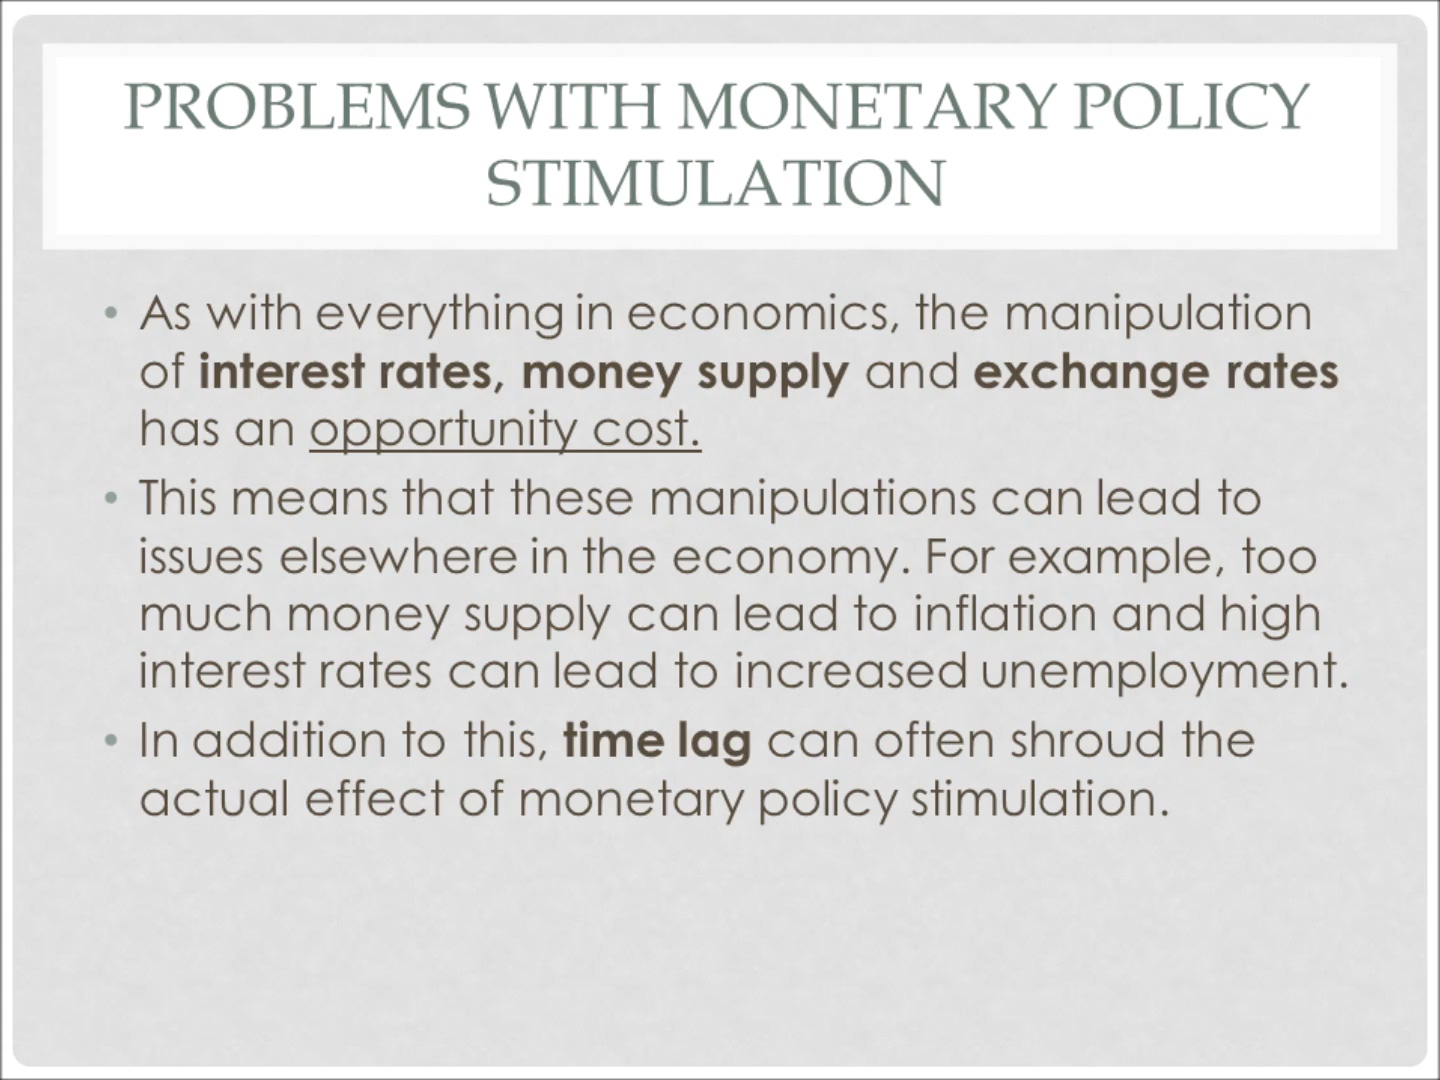 PROBLEMS WITH MONETARY POLICY
STIMULATION
• As with everything in economics, the manipulation
of interest rates, money supply and exchange rates
has an opportunity cost.
• This means that these manipulations can lead to
issues elsewhere in the economy. For example, too
much money supply can lead to inflation and high
interest rates can lead to increased unemployment.
• In addition to this, time lag can often shroud the
actual effect of monetary policy stimulation.